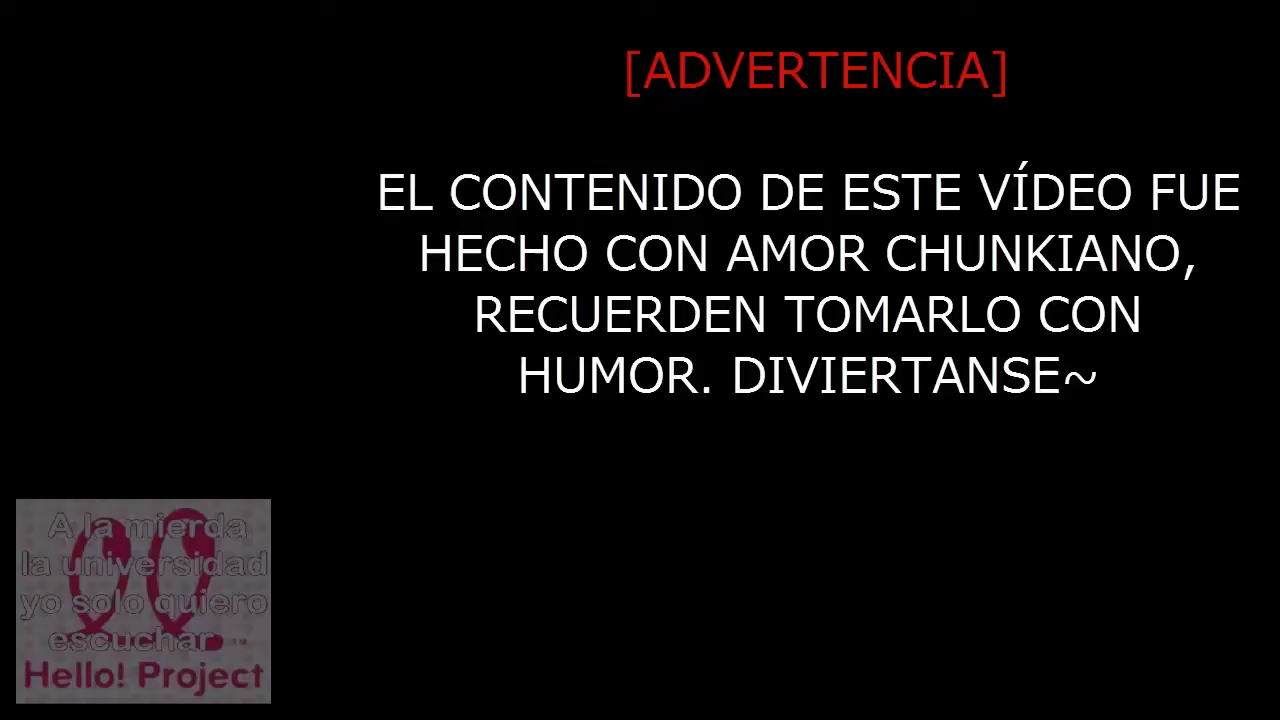 [ADVERTENCIA]
EL CONTENIDO DE ESTE VÍDEO FUE
HECHO CON AMOR CHUNKIANO,
RECUERDEN TOMARLO CON
HUMOR. DIVIERTANSE~
A la mierda
la universidad
yo solo quiero
escuchar
Hello! Project